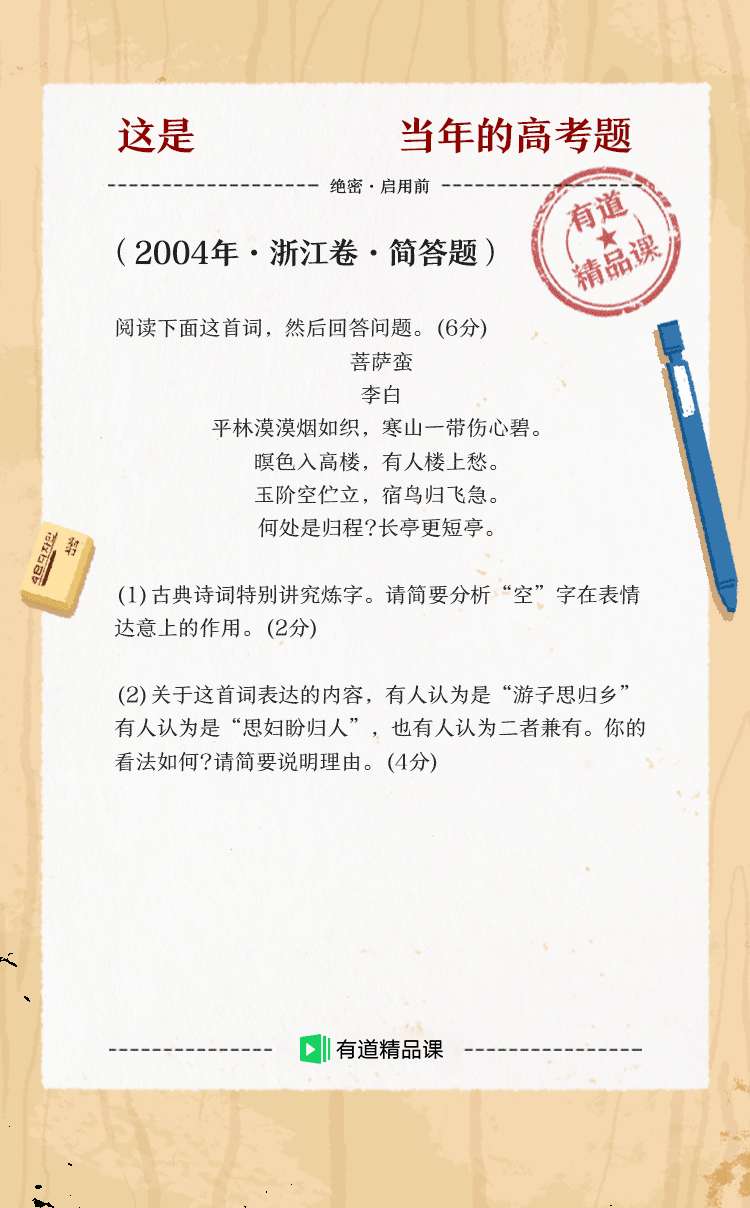 这是 当年的高考题
绝密·启用前
(2004年·浙江卷·简答题)
有道
精品课
阅读下面这首词，然后回答问题。(6分)
菩萨蛮
李白
平林漠漠烟如织，寒山一带伤心碧。
暝色入高楼，有人楼上愁。
玉阶空伫立，宿鸟归飞急。
何处是归程?长亭更短亭。
(1)古典诗词特别讲究炼字。请简要分析“空”字在表情
达意上的作用。(2分)
(2)关于这首词表达的内容，有人认为是“游子思归乡”
有人认为是“思妇盼归人”，也有人认为二者兼有。你的
看法如何?请简要说明理由。(4分)
有道精品课